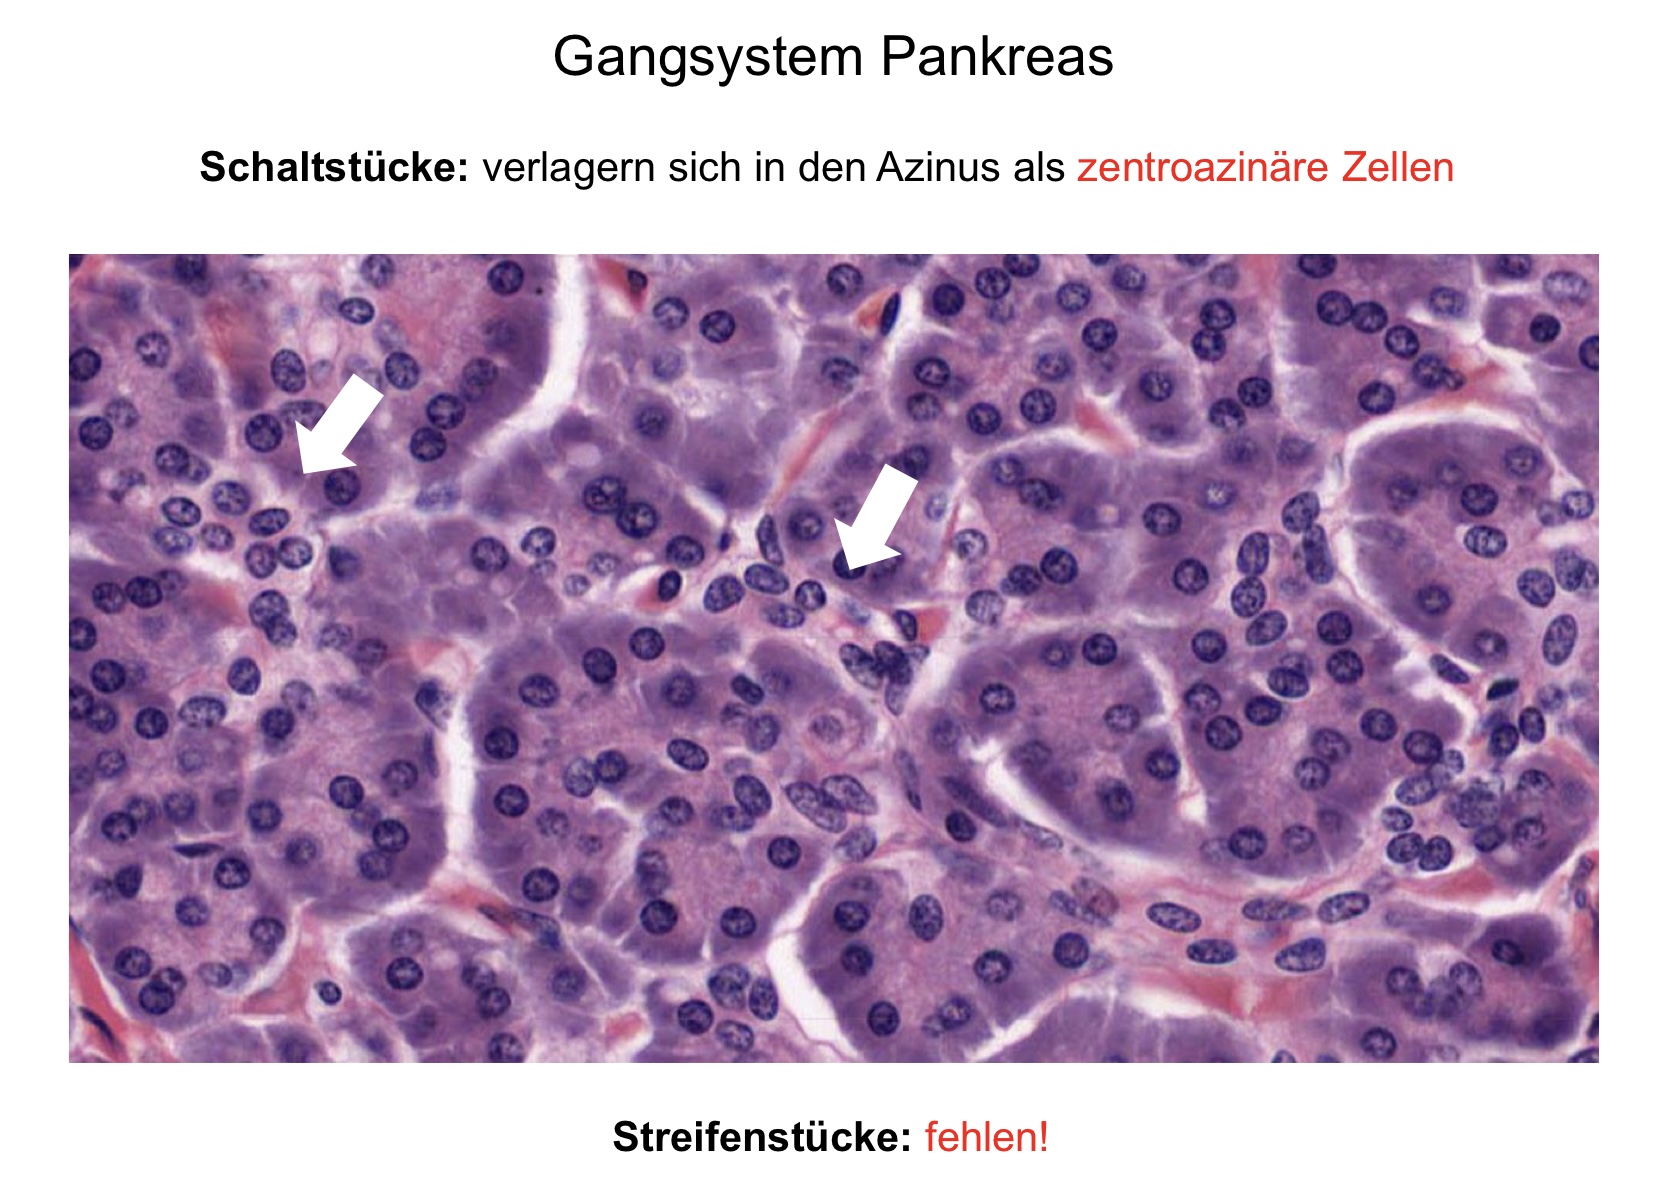 Gangsystem Pankreas
Schaltstücke: verlagern sich in den Azinus als zentroazinäre Zellen
Streifenstücke: fehlen!